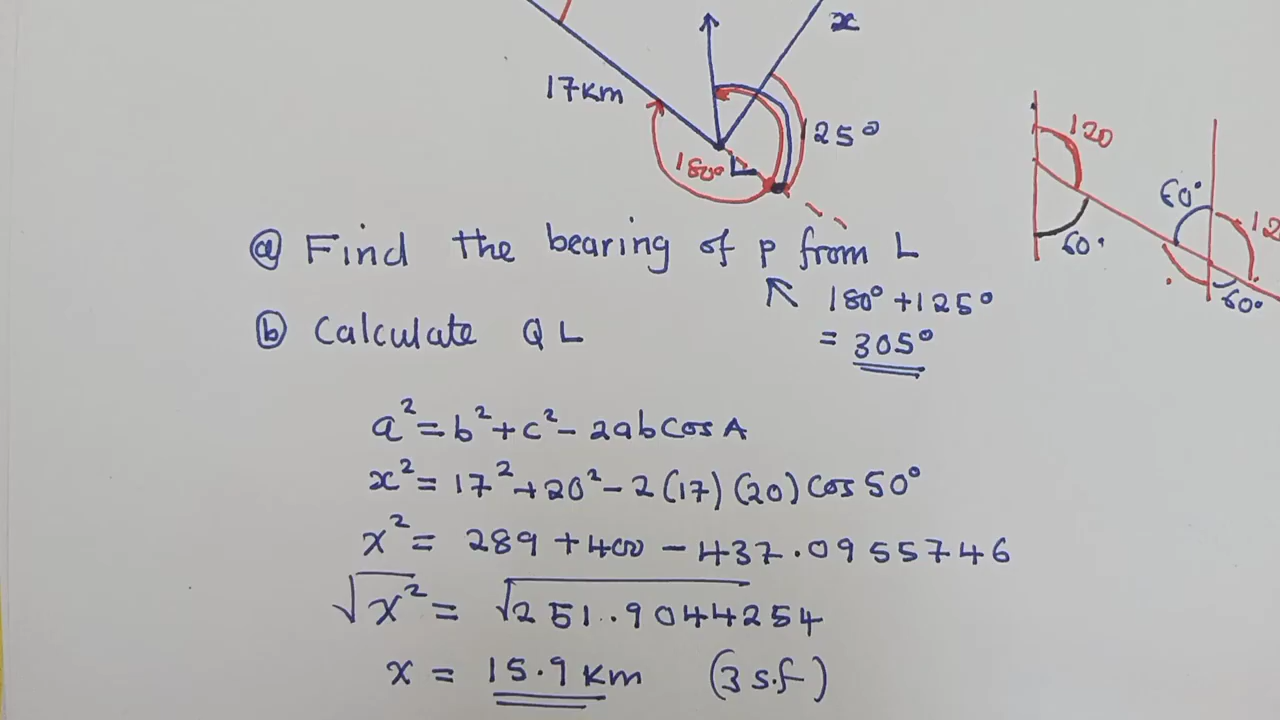 x
17km
25°
180° L
120
60°
60°
12
60°
(a) Find the bearing of p from L
180° + 125°
= 305°
(b) Calculate QL
a² = b² + c² - 2ab cos A
x² = 17² + 20² - 2(17)(20) cos 50°
x² = 289 + 400 - 437.0955746
√x² = √251.9044254
x = 15.9 km (3 s.f)